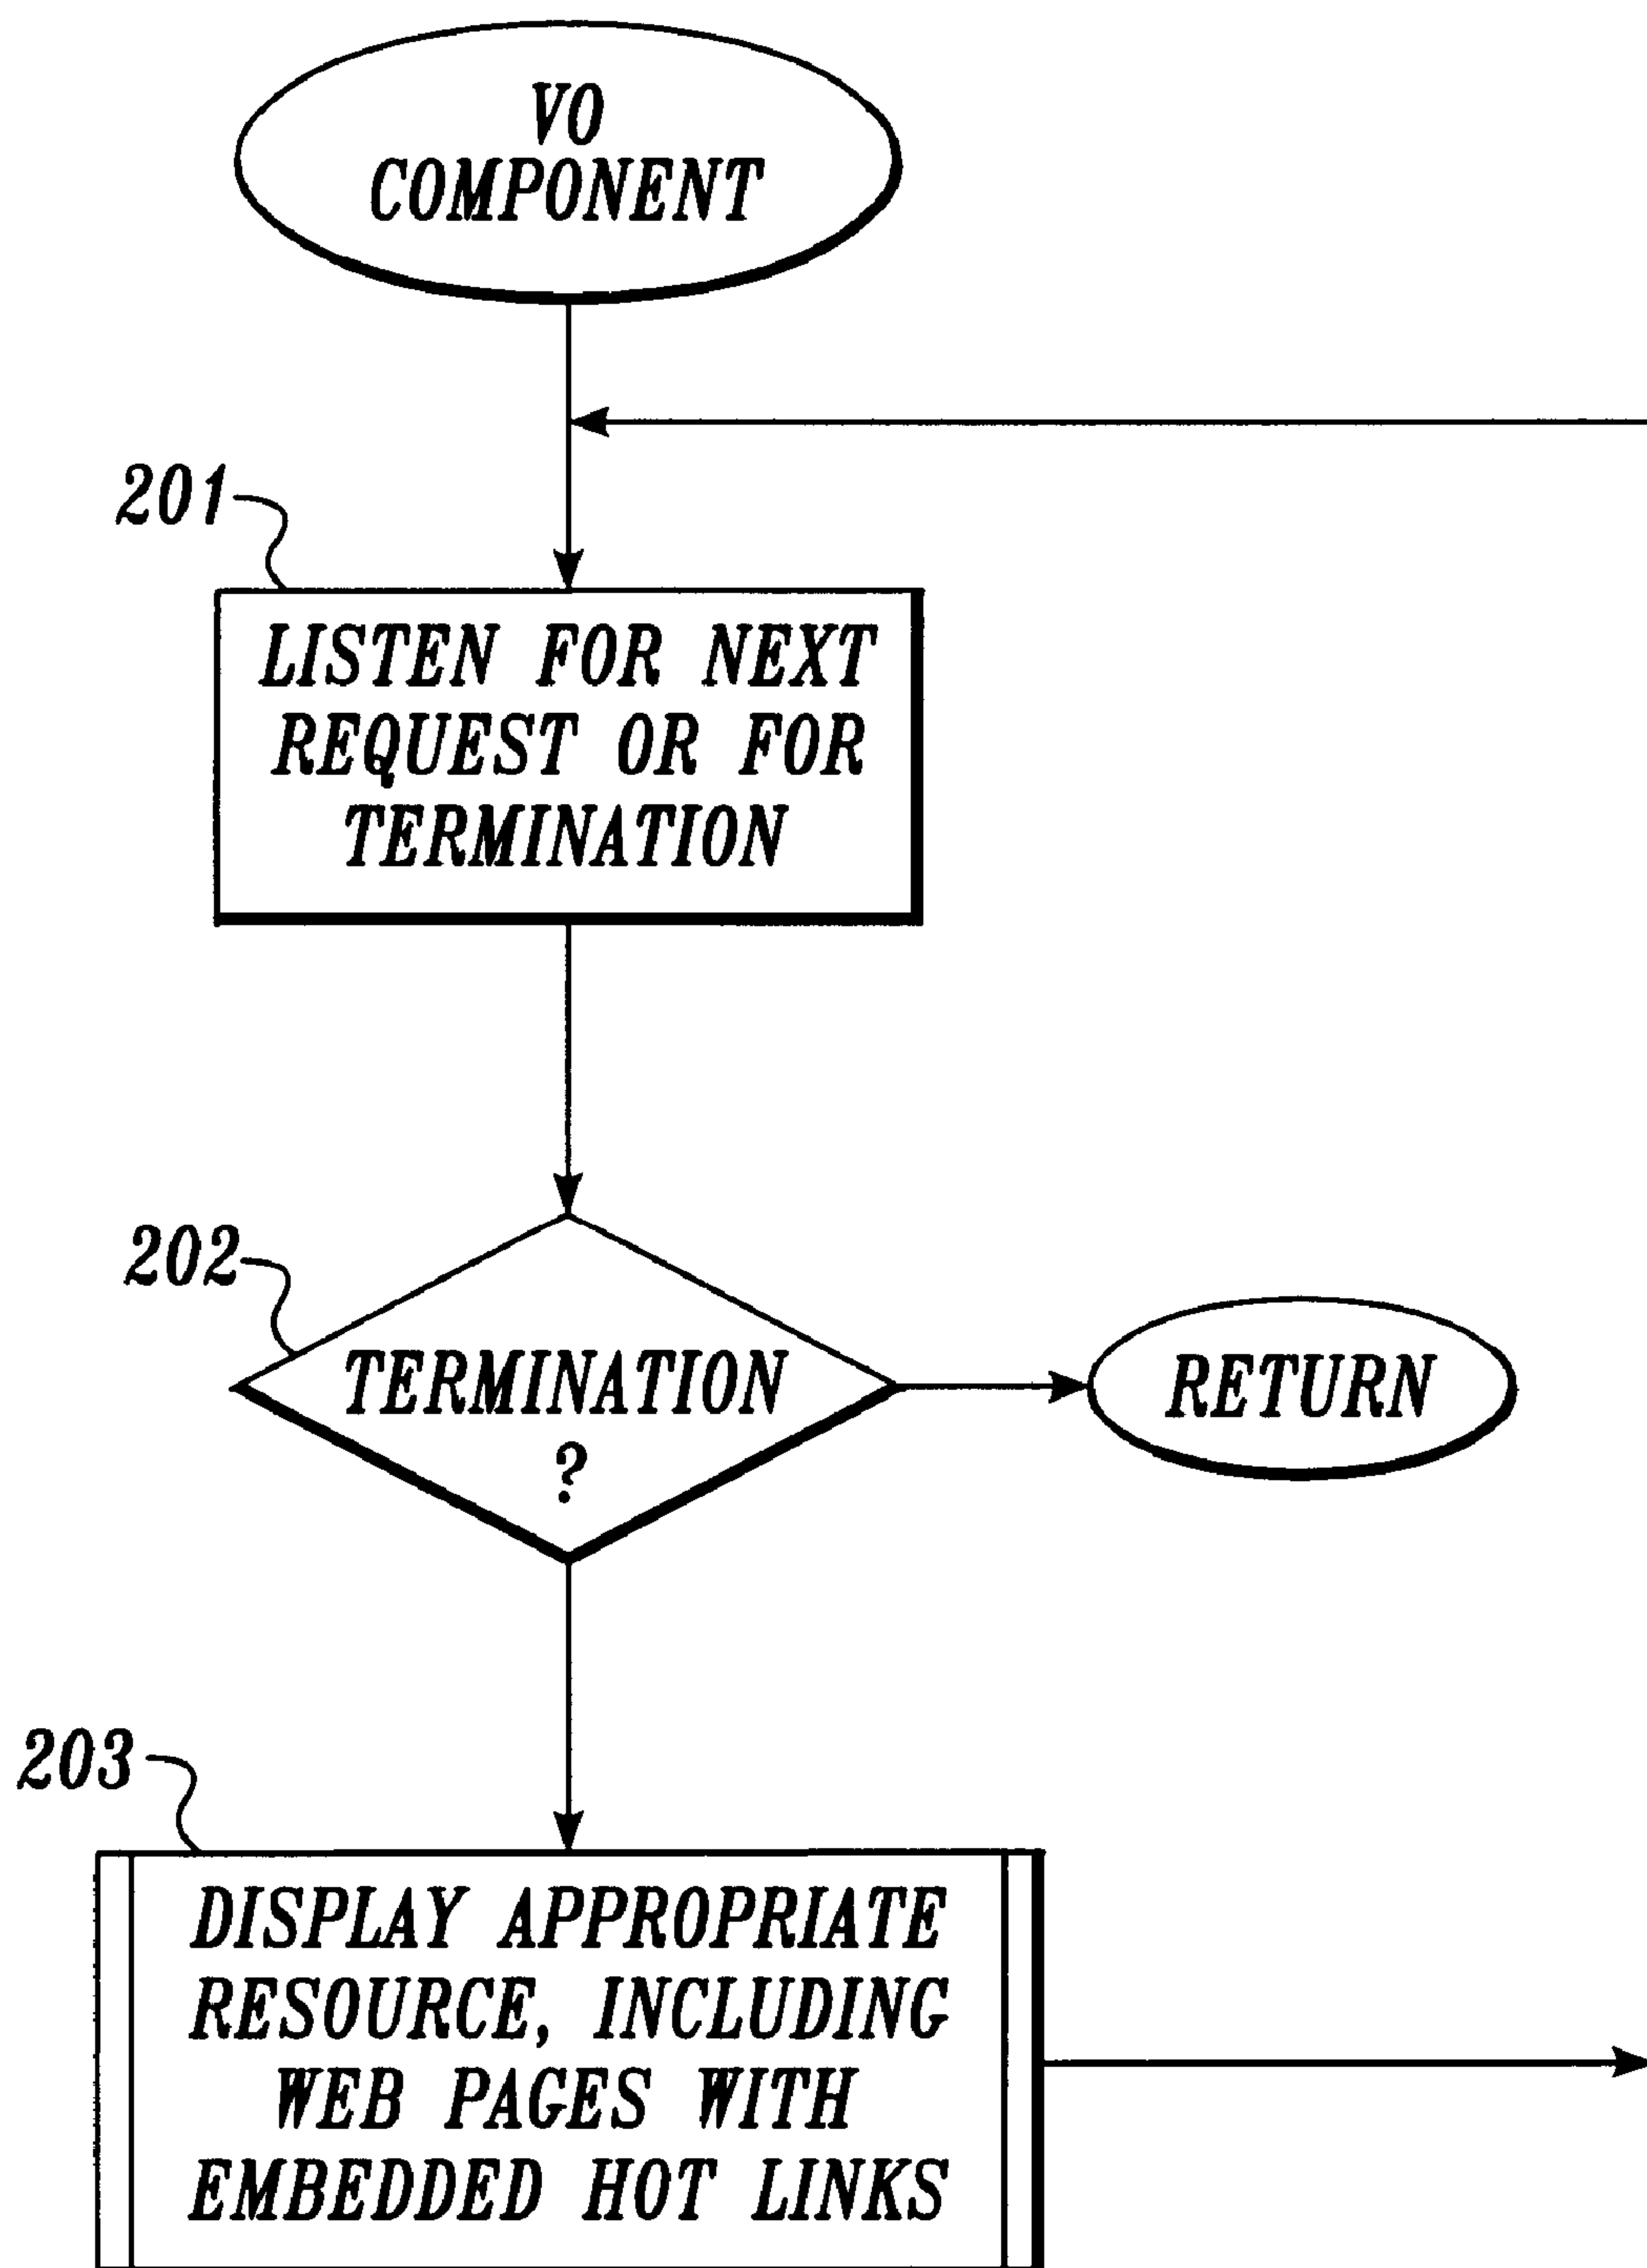 VO
COMPONENT
201
LISTEN FOR NEXT
REQUEST OR FOR
TERMINATION
202
TERMINATION
?
RETURN
203
DISPLAY APPROPRIATE
RESOURCE, INCLUDING
WEB PAGES WITH
EMBEDDED HOT LINKS